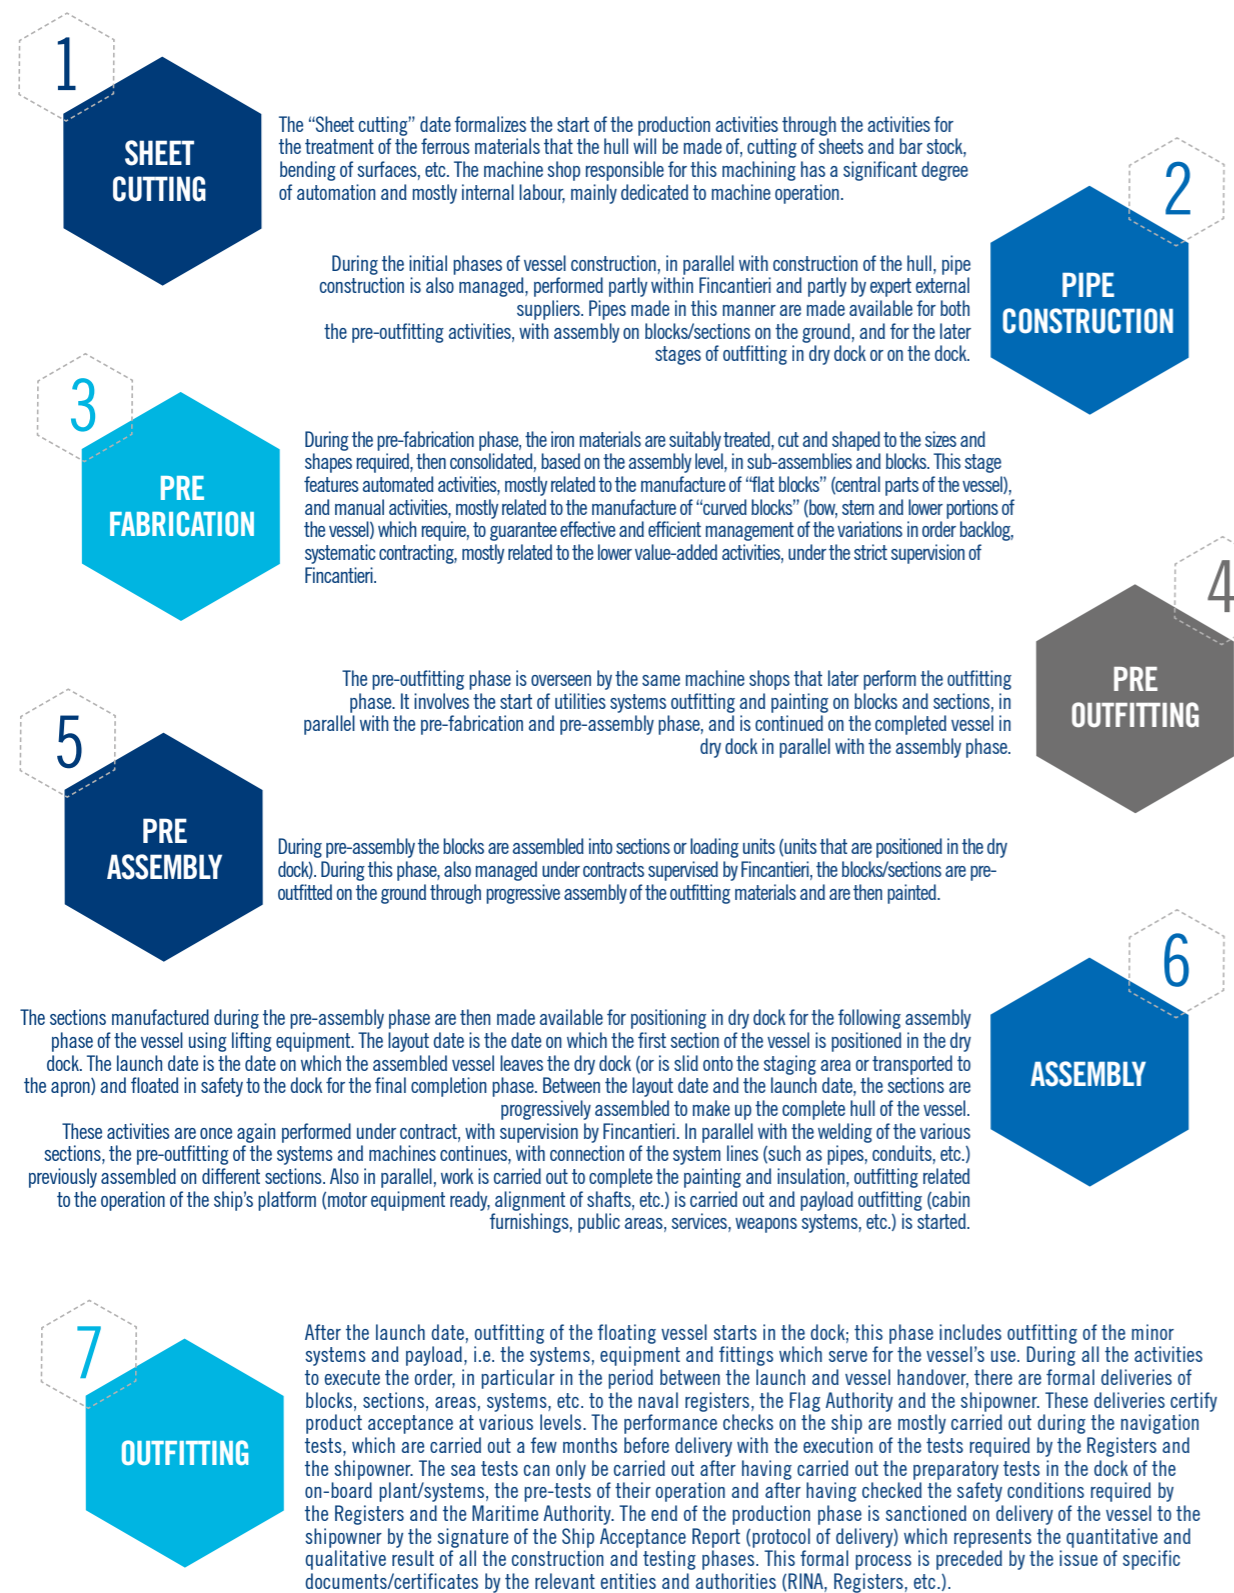 1
SHEET
CUTTING
The “Sheet cutting” date formalizes the start of the production activities through the activities for
the treatment of the ferrous materials that the hull will be made of, cutting of sheets and bar stock,
bending of surfaces, etc. The machine shop responsible for this machining has a significant degree
of automation and mostly internal labour, mainly dedicated to machine operation.
2
PIPE
CONSTRUCTION
During the initial phases of vessel construction, in parallel with construction of the hull, pipe
construction is also managed, performed partly within Fincantieri and partly by expert external
suppliers. Pipes made in this manner are made available for both
the pre-outfitting activities, with assembly on blocks/sections on the ground, and for the later
stages of outfitting in dry dock or on the dock.
3
PRE
FABRICATION
During the pre-fabrication phase, the iron materials are suitably treated, cut and shaped to the sizes and
shapes required, then consolidated, based on the assembly level, in sub-assemblies and blocks. This stage
features automated activities, mostly related to the manufacture of “flat blocks” (central parts of the vessel),
and manual activities, mostly related to the manufacture of “curved blocks” (bow, stern and lower portions of
the vessel) which require, to guarantee effective and efficient management of the variations in order backlog,
systematic contracting, mostly related to the lower value-added activities, under the strict supervision of
Fincantieri.
4
PRE
OUTFITTING
The pre-outfitting phase is overseen by the same machine shops that later perform the outfitting
phase. It involves the start of utilities systems outfitting and painting on blocks and sections, in
parallel with the pre-fabrication and pre-assembly phase, and is continued on the completed vessel in
dry dock in parallel with the assembly phase.
5
PRE
ASSEMBLY
During pre-assembly the blocks are assembled into sections or loading units (units that are positioned in the dry
dock). During this phase, also managed under contracts supervised by Fincantieri, the blocks/sections are pre-
outfitted on the ground through progressive assembly of the outfitting materials and are then painted.
6
ASSEMBLY
The sections manufactured during the pre-assembly phase are then made available for positioning in dry dock for the following assembly
phase of the vessel using lifting equipment. The layout date is the date on which the first section of the vessel is positioned in the dry
dock. The launch date is the date on which the assembled vessel leaves the dry dock (or is slid onto the staging area or transported to
the apron) and floated in safety to the dock for the final completion phase. Between the layout date and the launch date, the sections are
progressively assembled to make up the complete hull of the vessel.
These activities are once again performed under contract, with supervision by Fincantieri. In parallel with the welding of the various
sections, the pre-outfitting of the systems and machines continues, with connection of the system lines (such as pipes, conduits, etc.)
previously assembled on different sections. Also in parallel, work is carried out to complete the painting and insulation, outfitting related
to the operation of the ship’s platform (motor equipment ready, alignment of shafts, etc.) is carried out and payload outfitting (cabin
furnishings, public areas, services, weapons systems, etc.) is started.
7
OUTFITTING
After the launch date, outfitting of the floating vessel starts in the dock; this phase includes outfitting of the minor
systems and payload, i.e. the systems, equipment and fittings which serve for the vessel’s use. During all the activities
to execute the order, in particular in the period between the launch and vessel handover, there are formal deliveries of
blocks, sections, areas, systems, etc. to the naval registers, the Flag Authority and the shipowner. These deliveries certify
product acceptance at various levels. The performance checks on the ship are mostly carried out during the navigation
tests, which are carried out a few months before delivery with the execution of the tests required by the Registers and
the shipowner. The sea tests can only be carried out after having carried out the preparatory tests in the dock of the
on-board plant/systems, the pre-tests of their operation and after having checked the safety conditions required by
the Registers and the Maritime Authority. The end of the production phase is sanctioned on delivery of the vessel to the
shipowner by the signature of the Ship Acceptance Report (protocol of delivery) which represents the quantitative and
qualitative result of all the construction and testing phases. This formal process is preceded by the issue of specific
documents/certificates by the relevant entities and authorities (RINA, Registers, etc.).